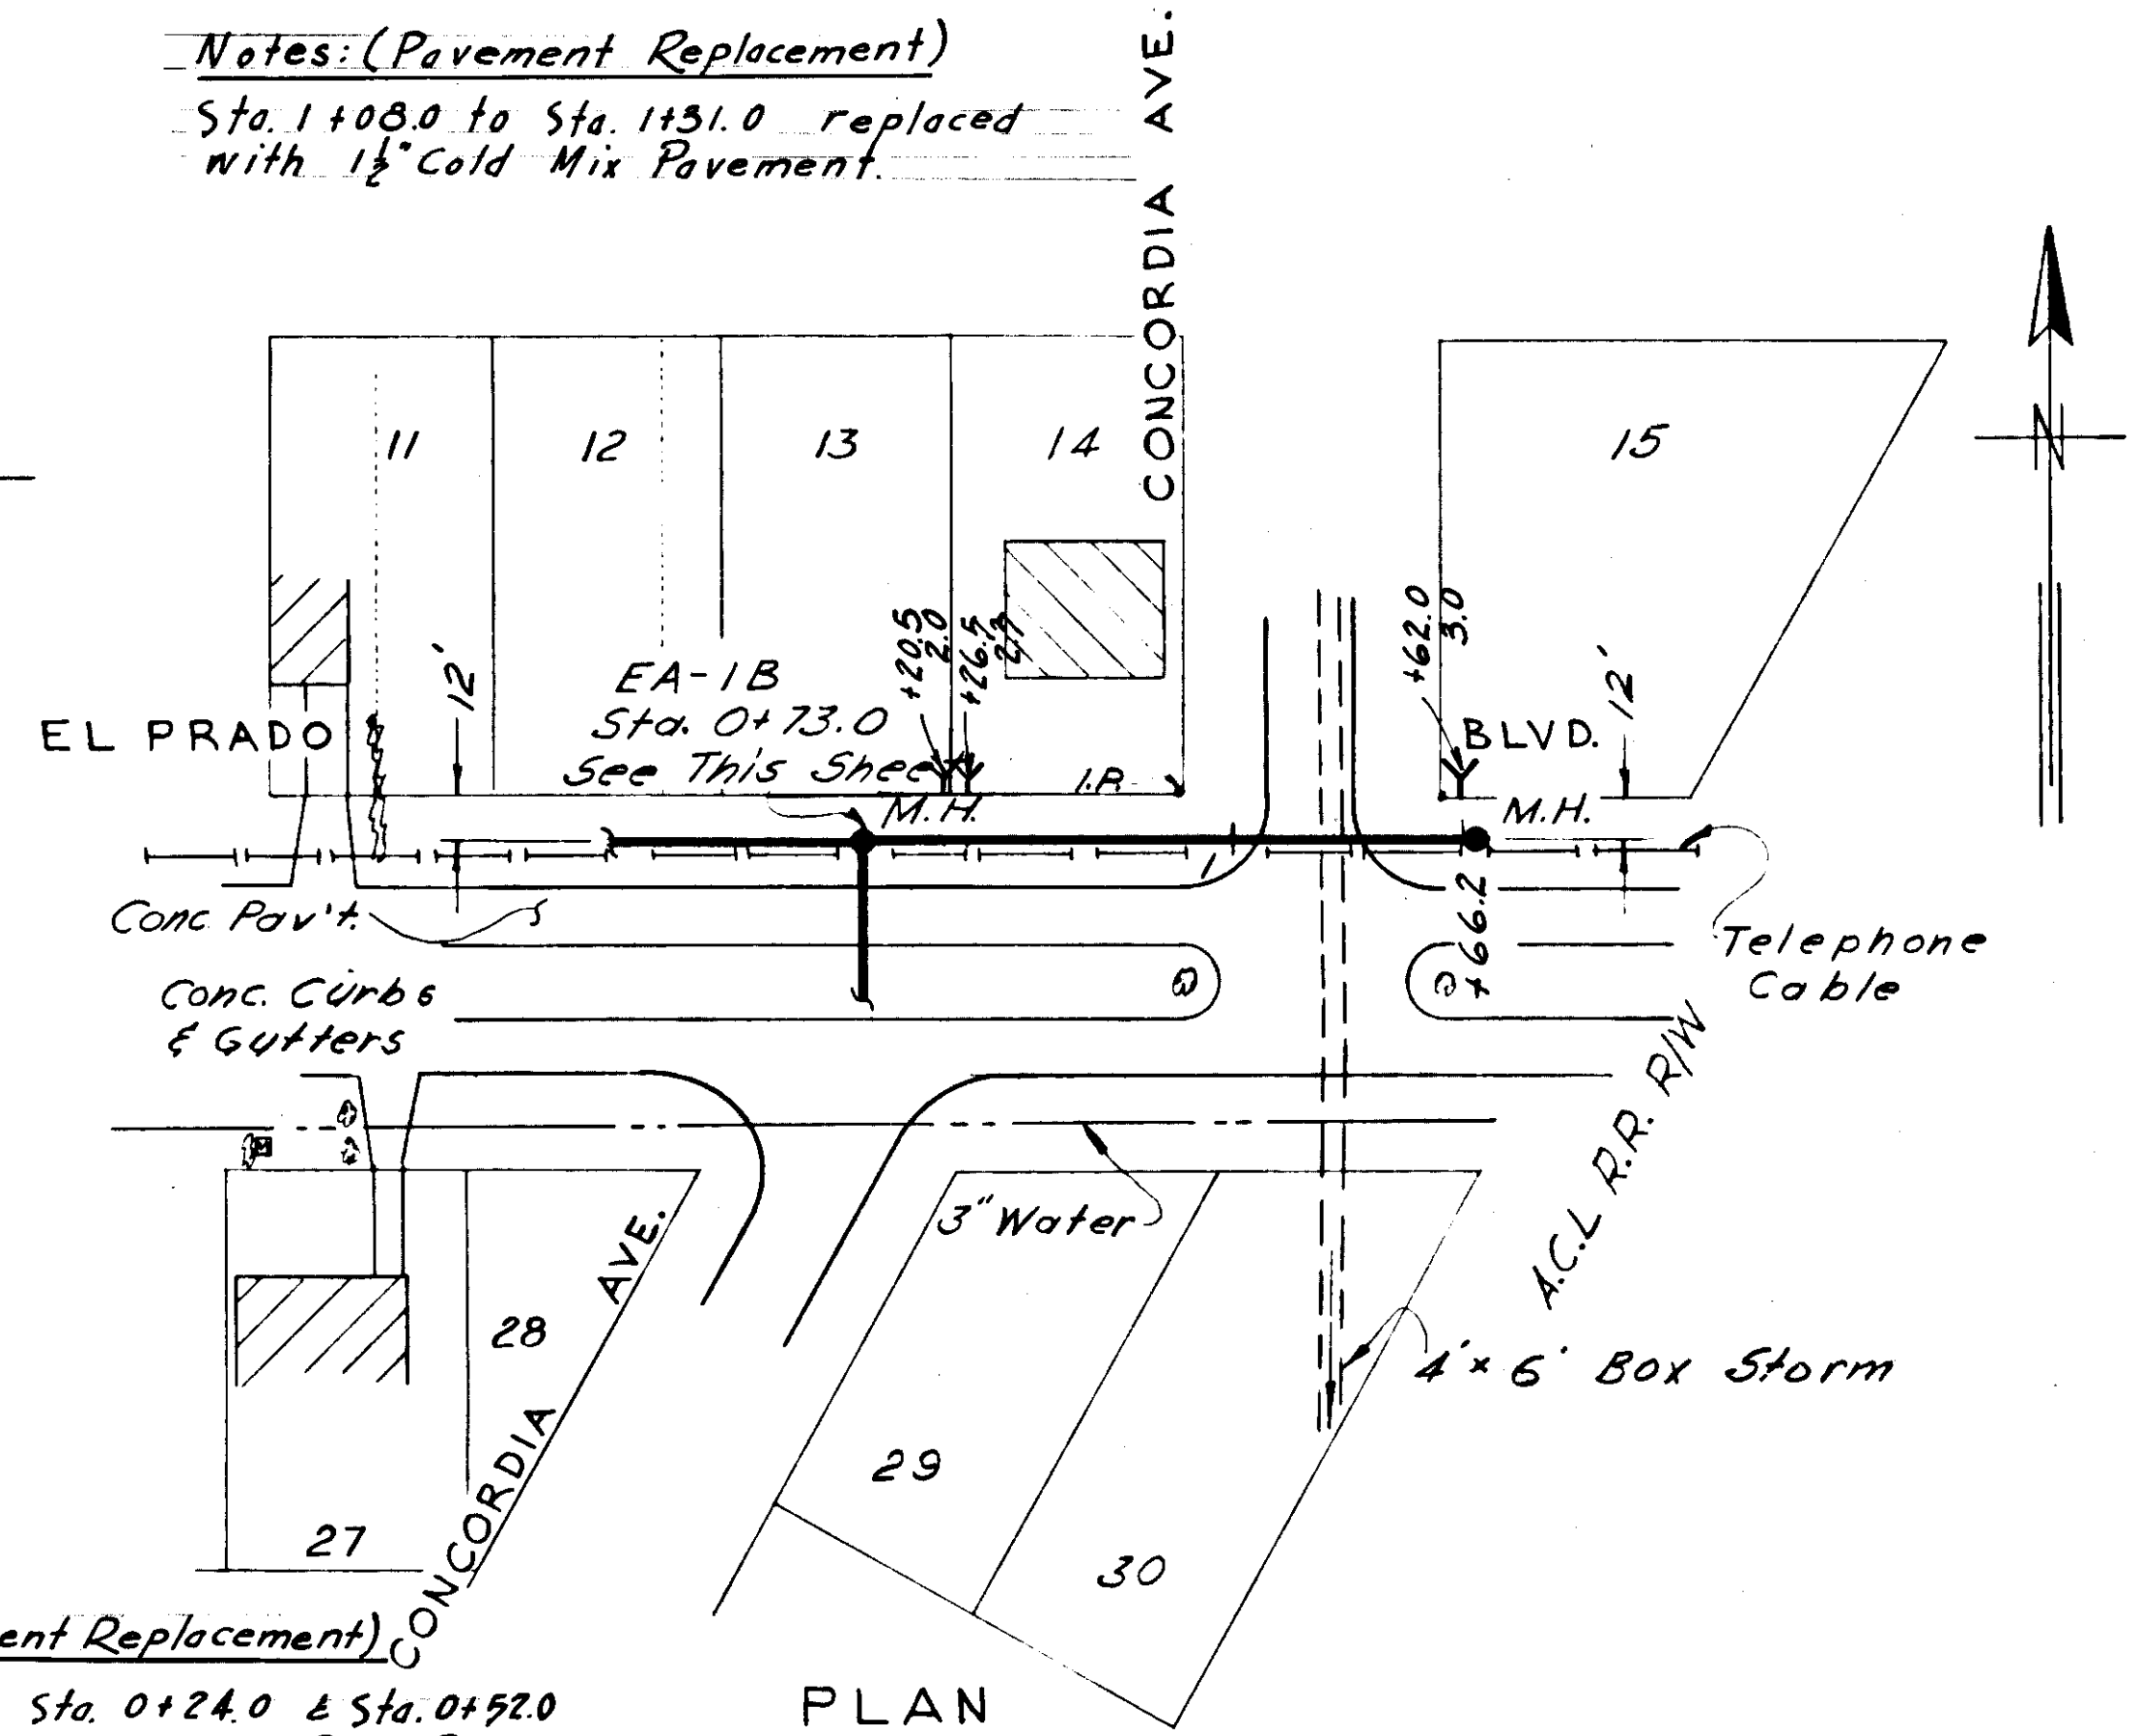 Notes: (Pavement Replacement)
Sta. 1+08.0 to Sta. 1+31.0 replaced
with 1½" Cold Mix Pavement.
CONCORDIA AVE.
N
11
12
13
14
15
12'
EA-1B
Sta. 0+73.0
See This Sheet
+20.5
2.0
+26.5
+62.0
3.0
12'
EL PRADO
BLVD.
I.P.
M.H.
M.H.
1
+66.2
Conc. Pav't.
Telephone
Cable
Conc. Curbs
& Gutters
M
A.C.L R.R. R/W
3" Water
CONCORDIA AVE.
28
4' x 6' Box Storm
29
27
30
ent Replacement)
Sta. 0+24.0 & Sta. 0+52.0
PLAN